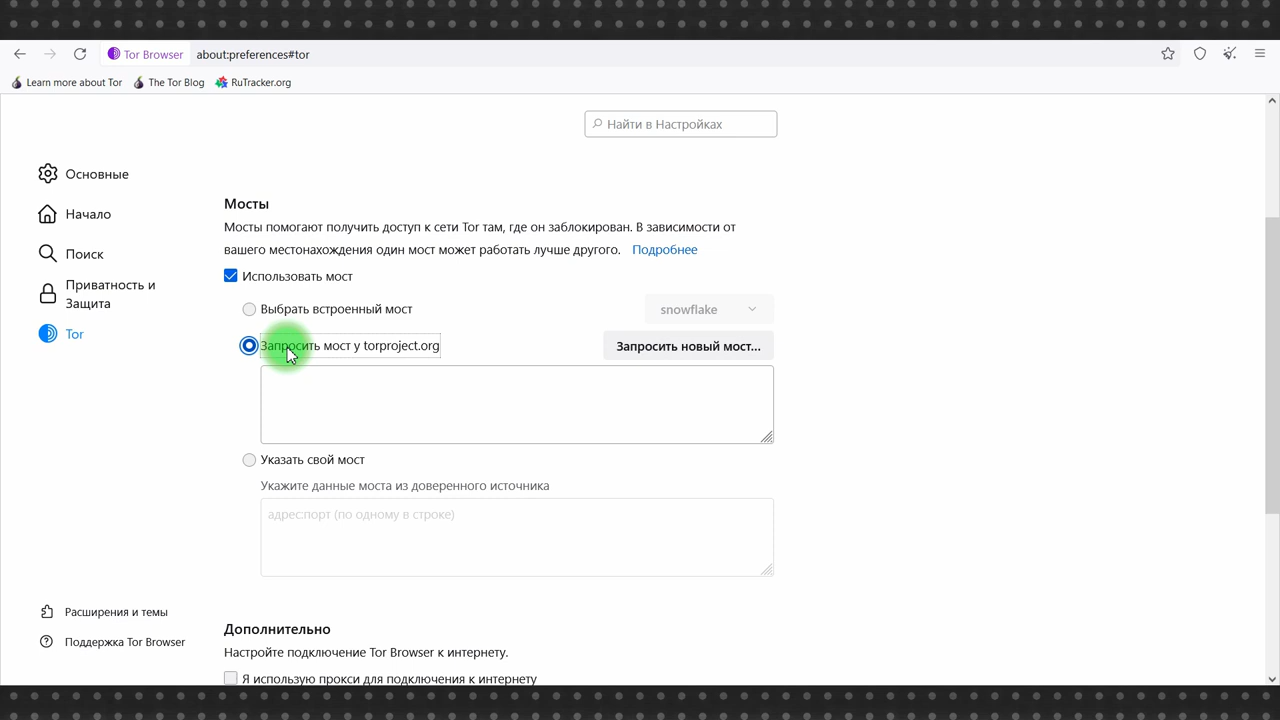 Tor Browser
about:preferences#tor
Learn more about Tor
The Tor Blog
RuTracker.org
Найти в Настройках
Основные
Начало
Поиск
Приватность и
Защита
Tor
Мосты
Мосты помогают получить доступ к сети Tor там, где он заблокирован. В зависимости от
вашего местонахождения один мост может работать лучше другого. Подробнее
Использовать мост
Выбрать встроенный мост
snowflake
Запросить мост у torproject.org
Запросить новый мост...
Указать свой мост
Укажите данные моста из доверенного источника
адрес:порт (по одному в строке)
Расширения и темы
Поддержка Tor Browser
Дополнительно
Настройте подключение Tor Browser к интернету.
Я использую прокси для подключения к интернету